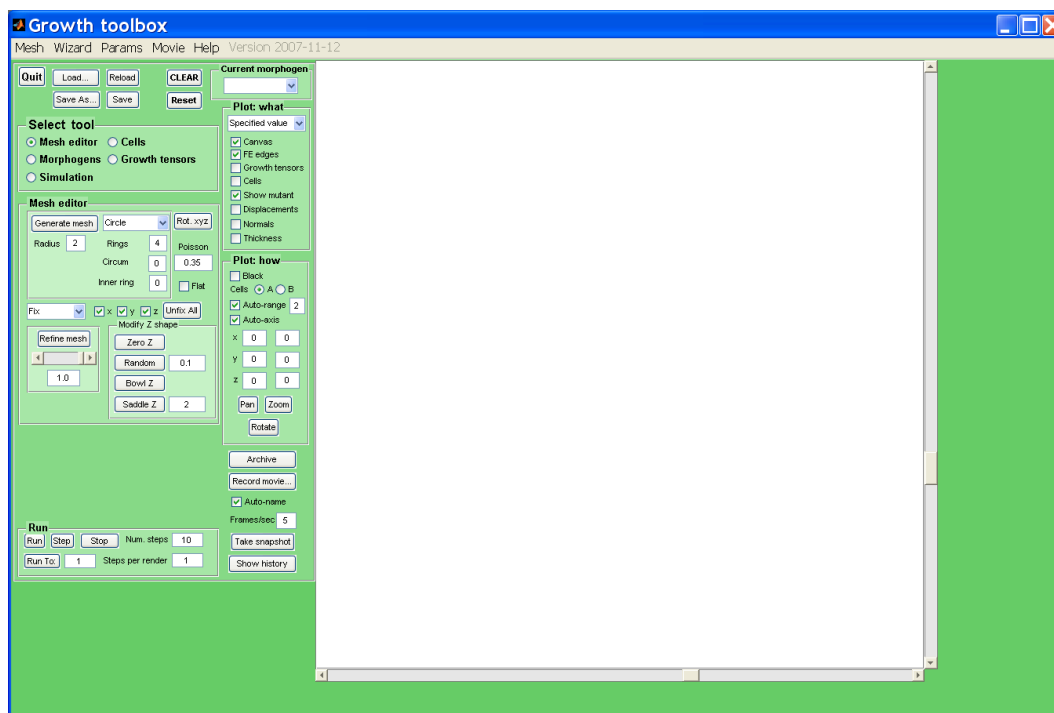 Growth toolbox
Mesh Wizard Params Movie Help Version 2007-11-12
Quit Load... Reload CLEAR
Save As... Save Reset
Current morphogen
Select tool
Mesh editor Cells
Morphogens Growth tensors
Simulation
Mesh editor
Generate mesh Circle Rot. xyz
Radius 2 Rings 4 Poisson
Circum 0 0.35
Inner ring 0 Flat
Fix x y z Unfix All
Refine mesh
1.0
Modify Z shape
Zero Z
Random 0.1
Bowl Z
Saddle Z 2
Run
Run Step Stop Num. steps 10
Run To: 1 Steps per render 1
Plot: what
Specified value
Canvas
FE edges
Growth tensors
Cells
Show mutant
Displacements
Normals
Thickness
Plot: how
Black
Cells A B
Auto-range 2
Auto-axis
x 0 0
y 0 0
z 0 0
Pan Zoom
Rotate
Archive
Record movie...
Auto-name
Frames/sec 5
Take snapshot
Show history